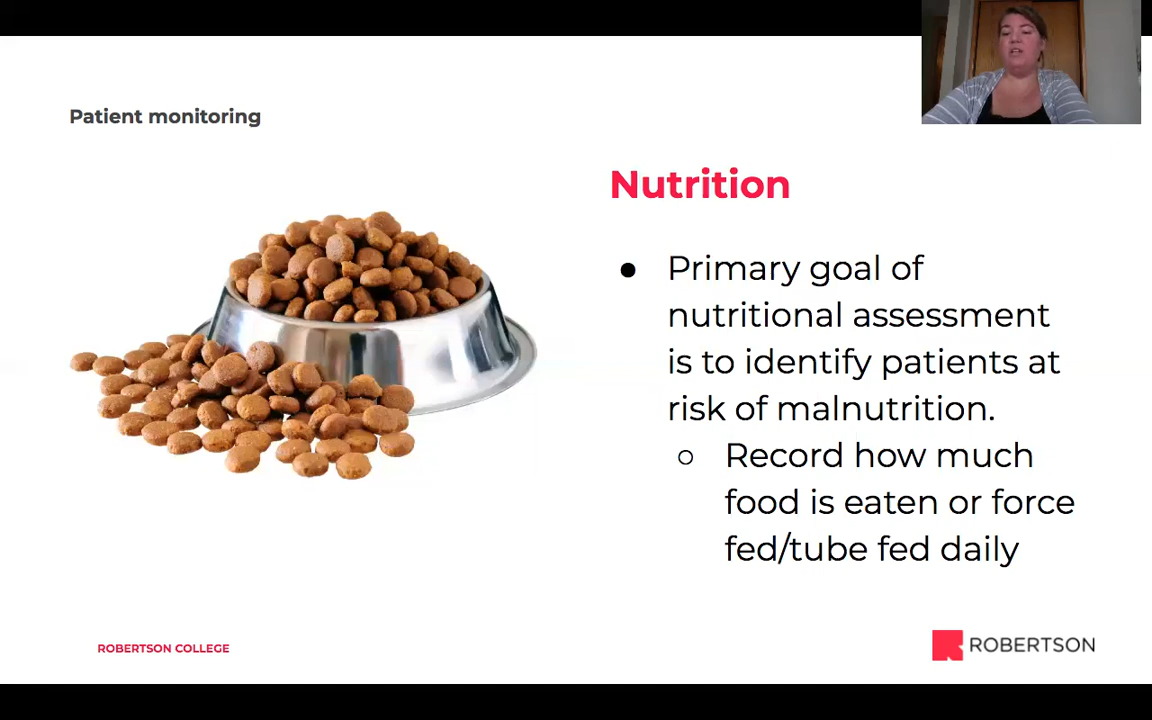 Patient monitoring
Nutrition
● Primary goal of
nutritional assessment
is to identify patients at
risk of malnutrition.
○ Record how much
food is eaten or force
fed/tube fed daily
ROBERTSON COLLEGE
ROBERTSON